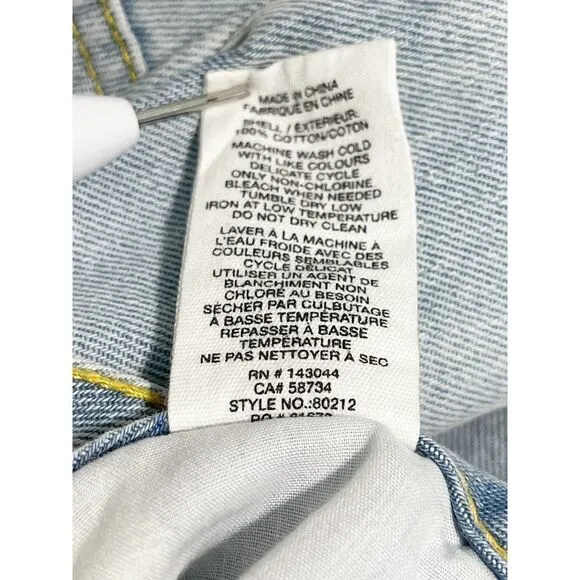 MADE IN CHINA
FABRIQUÉ EN CHINE
SHELL / EXTERIEUR:
100% COTTON/COTON
MACHINE WASH COLD
WITH LIKE COLOURS
DELICATE CYCLE
ONLY NON-CHLORINE
BLEACH WHEN NEEDED
TUMBLE DRY LOW
IRON AT LOW TEMPERATURE
DO NOT DRY CLEAN
LAVER À LA MACHINE À
L'EAU FROIDE AVEC DES
COULEURS SEMBLABLES
CYCLE DÉLICAT
UTILISER UN AGENT DE
BLANCHIMENT NON
CHLORÉ AU BESOIN
SÉCHER PAR CULBUTAGE
À BASSE TEMPÉRATURE
REPASSER À BASSE
TEMPÉRATURE
NE PAS NETTOYER À SEC
RN # 143044
CA# 58734
STYLE NO.:80212
PO #